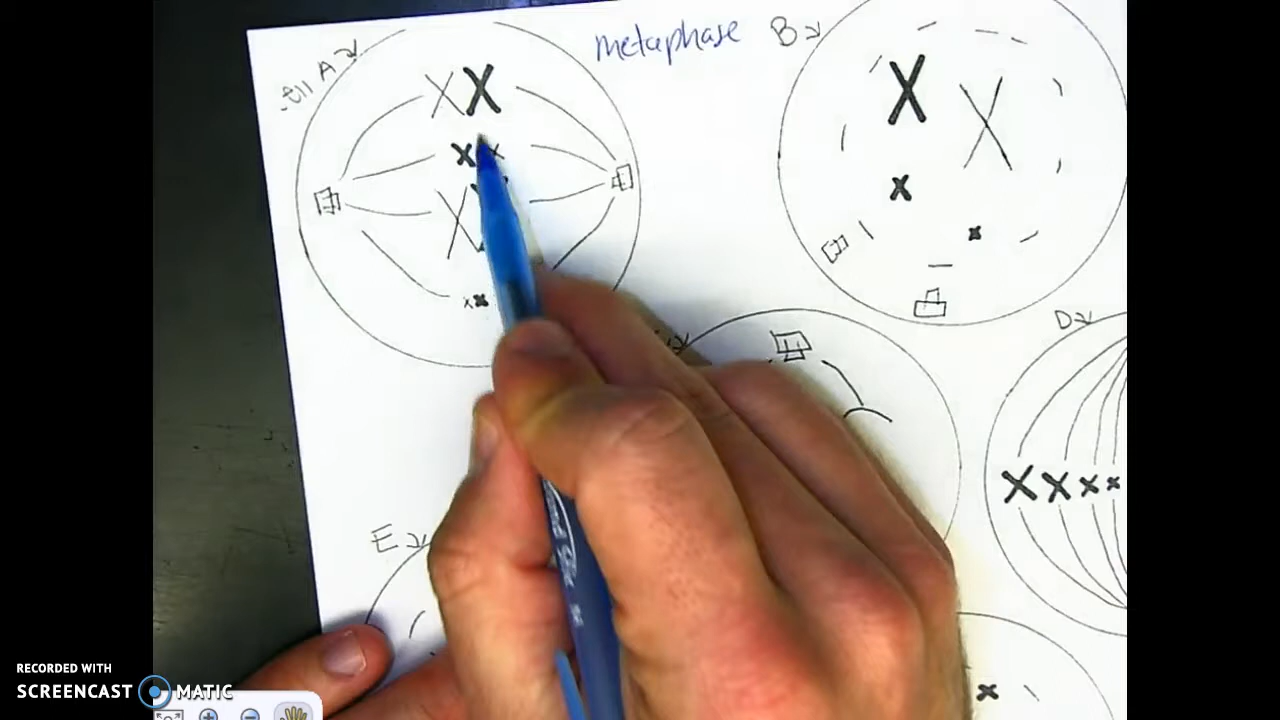 metaphase
Cell A
B
D
E
RECORDED WITH
SCREENCAST MATIC